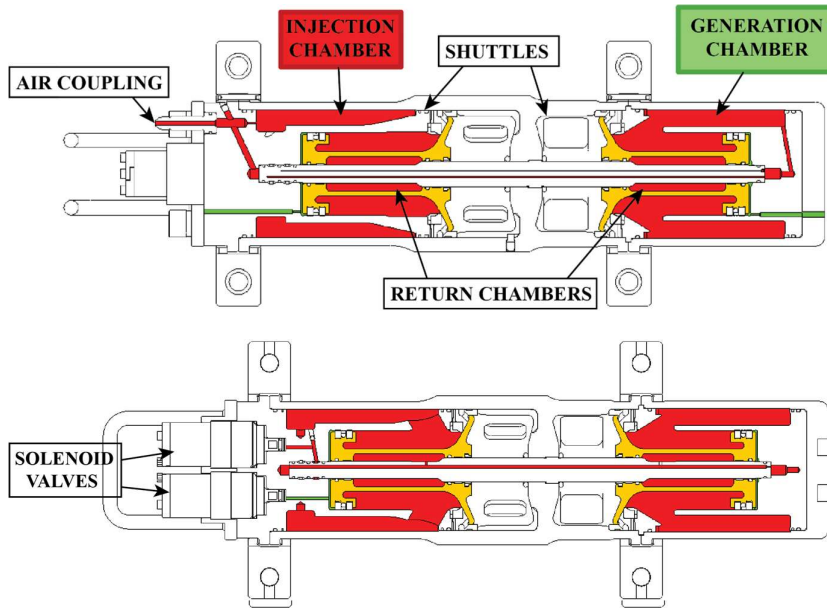 INJECTION
CHAMBER
SHUTTLES
GENERATION
CHAMBER
AIR COUPLING
RETURN CHAMBERS
SOLENOID
VALVES